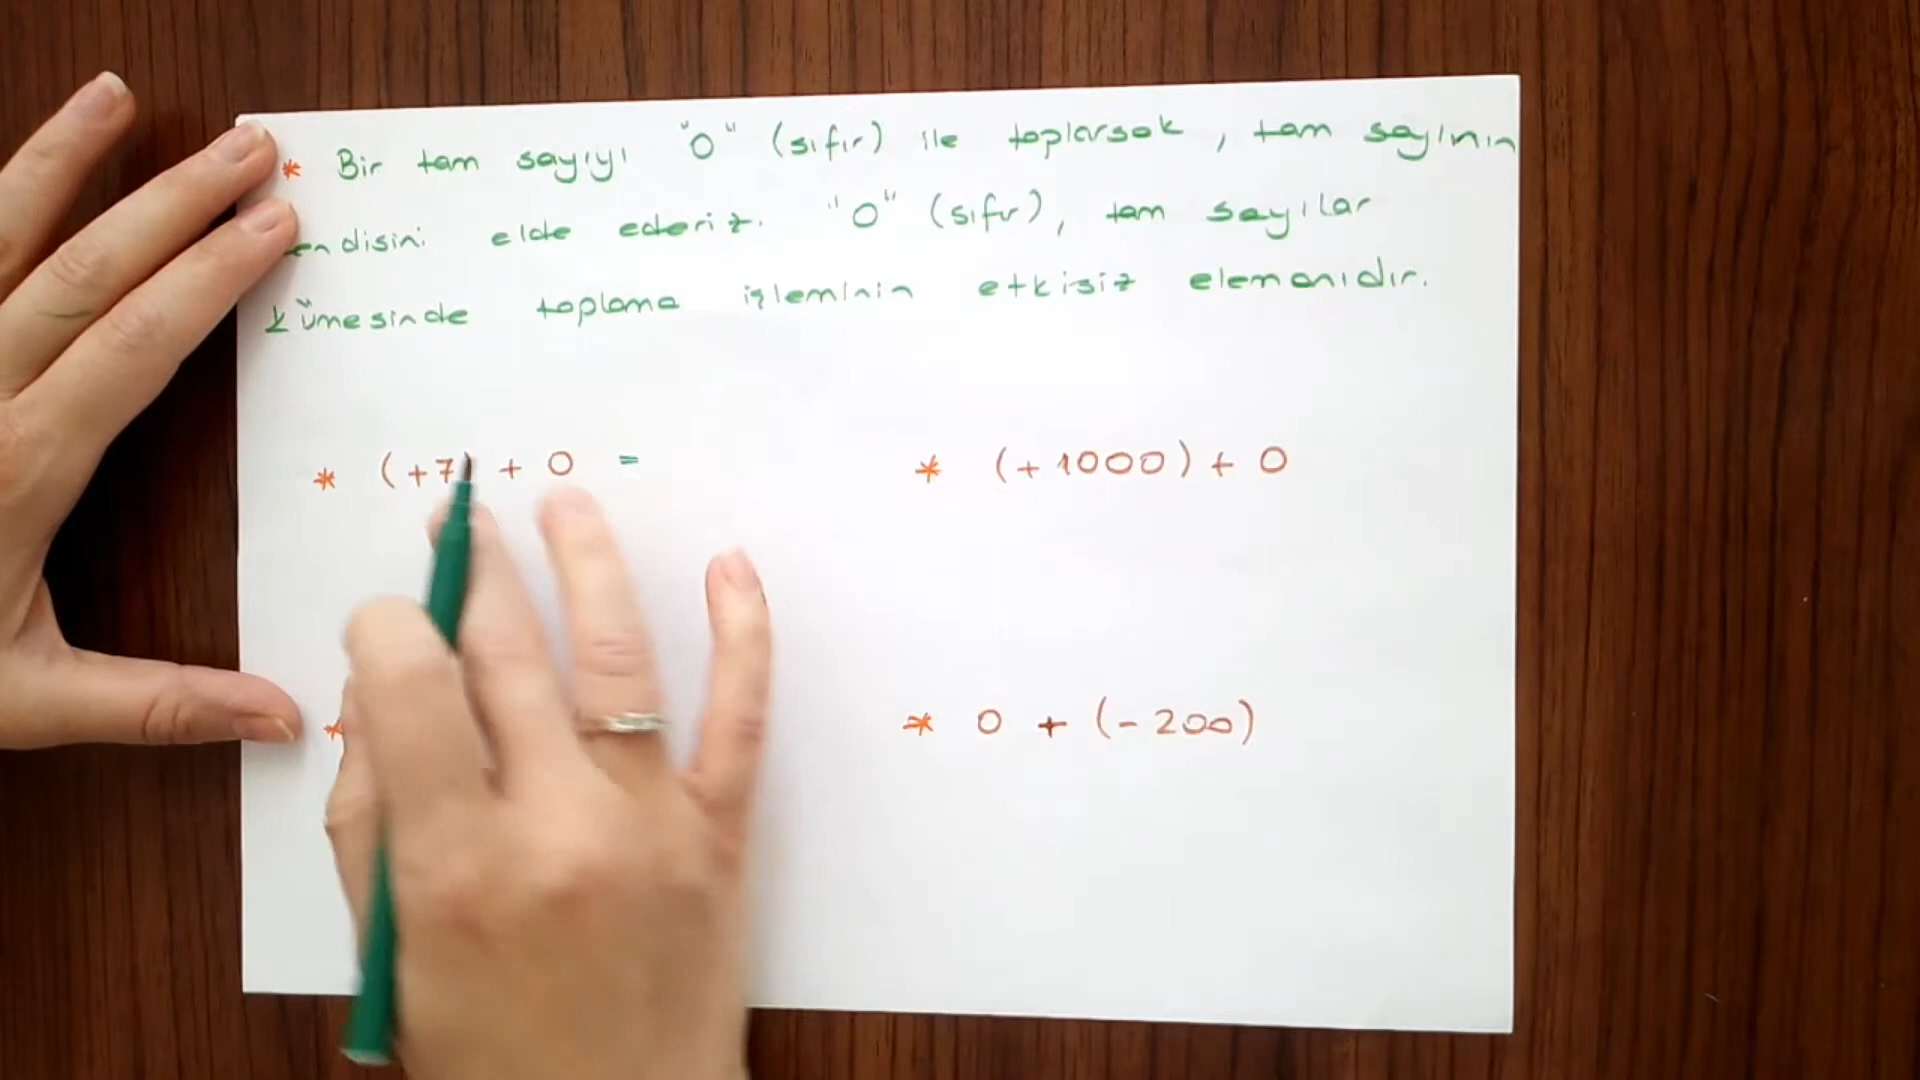 * Bir tam sayıyı "0" (sıfır) ile toplarsak, tam sayının
endisini elde ederiz. "0" (sıfır), tam sayılar
kümesinde toplama işleminin etkisiz elemanıdır.
* (+7) + 0 =
* (+1000) + 0
*
* 0 + (-200)